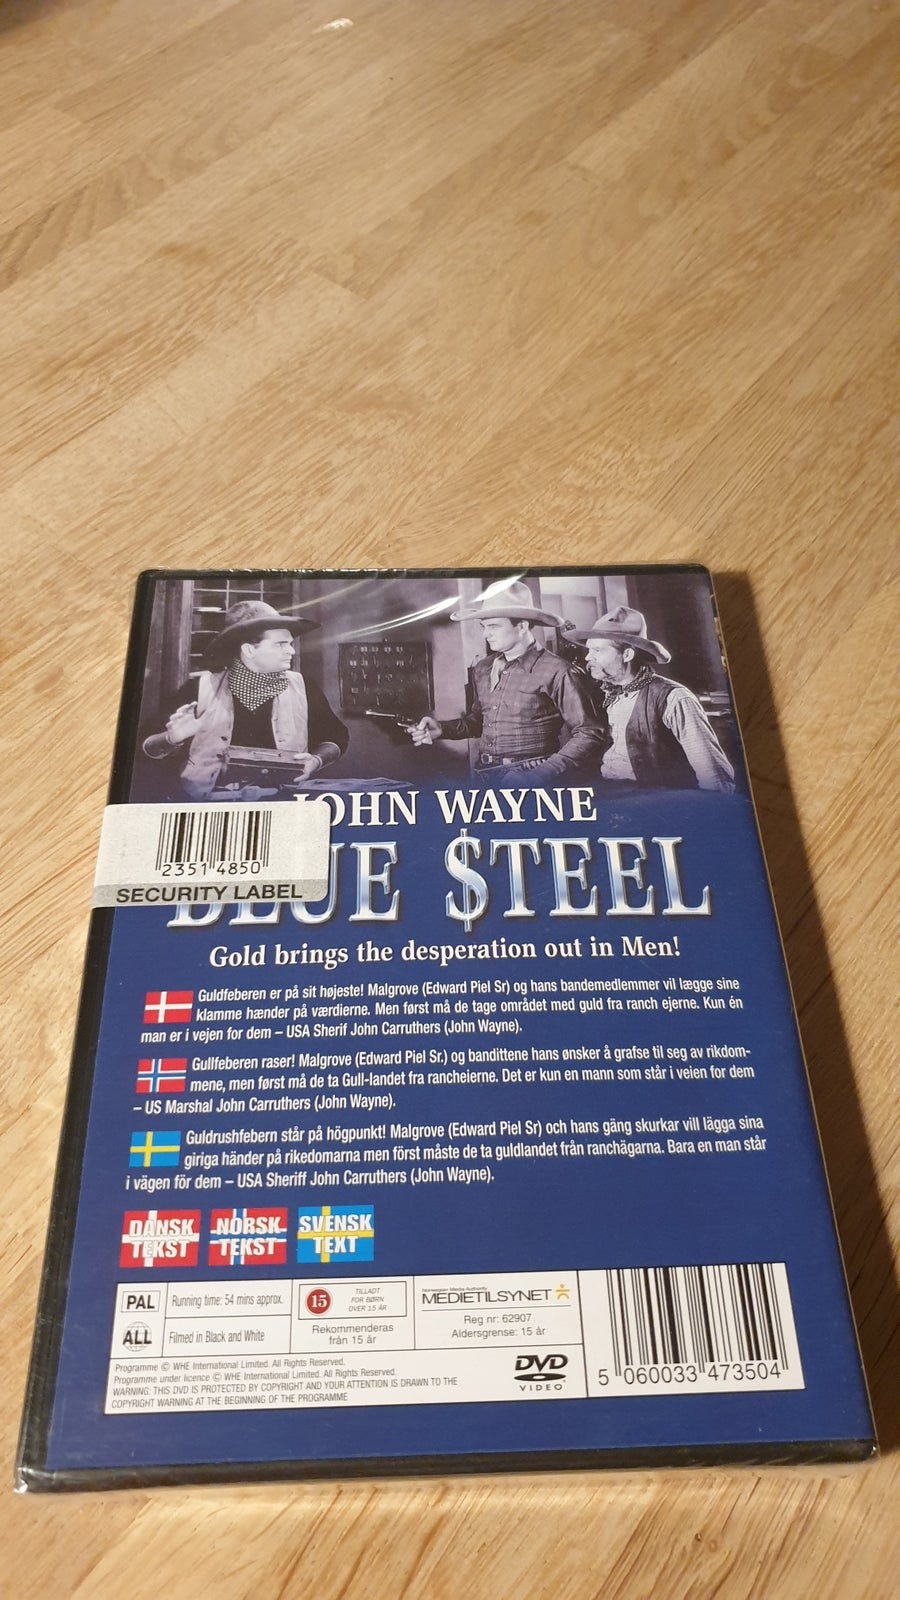 JOHN WAYNE
2351 4850
SECURITY LABEL
BLUE $TEEL
Gold brings the desperation out in Men!
Guldfeberen er på sit højeste! Malgrove (Edward Piel Sr) og hans bandemedlemmer vil lægge sine
klamme hænder på værdierne. Men først må de tage området med guld fra ranch ejerne. Kun én
man er i vejen for dem – USA Sherif John Carruthers (John Wayne).
Gullfeberen raser! Malgrove (Edward Piel Sr.) og bandittene hans ønsker å grafse til seg av rikdom-
mene, men først må de ta Gull-landet fra rancheierne. Det er kun en mann som står i veien for dem
– US Marshal John Carruthers (John Wayne).
Guldrushfebern står på högpunkt! Malgrove (Edward Piel Sr) och hans gäng skurkar vill lägga sina
giriga händer på rikedomarna men först måste de ta guldlandet från ranchägarna. Bara en man står
i vägen för dem – USA Sheriff John Carruthers (John Wayne).
DANSK TEKST
NORSK TEKST
SVENSK TEXT
PAL
Running time: 54 mins approx.
15
TILLADT
FOR BØRN
OVER 15 ÅR
Norwegian Media Authority
MEDIETILSYNET
ALL
Filmed in Black and White
Rekommenderas
från 15 år
Reg nr: 62907
Aldersgrense: 15 år
Programme © WHE International Limited. All Rights Reserved.
Programme under licence © WHE International Limited. All Rights Reserved.
WARNING: THIS DVD IS PROTECTED BY COPYRIGHT AND YOUR ATTENTION IS DRAWN TO THE
COPYRIGHT WARNING AT THE BEGINNING OF THE PROGRAMME
DVD
VIDEO
5 060033 473504